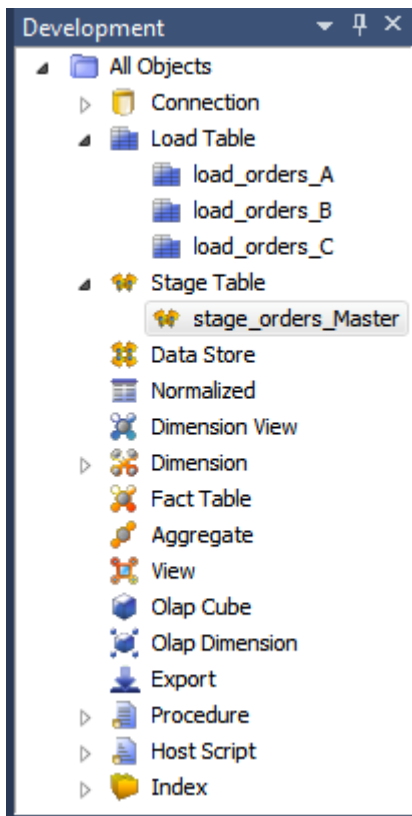 Development
All Objects
Connection
Load Table
load_orders_A
load_orders_B
load_orders_C
Stage Table
stage_orders_Master
Data Store
Normalized
Dimension View
Dimension
Fact Table
Aggregate
View
Olap Cube
Olap Dimension
Export
Procedure
Host Script
Index